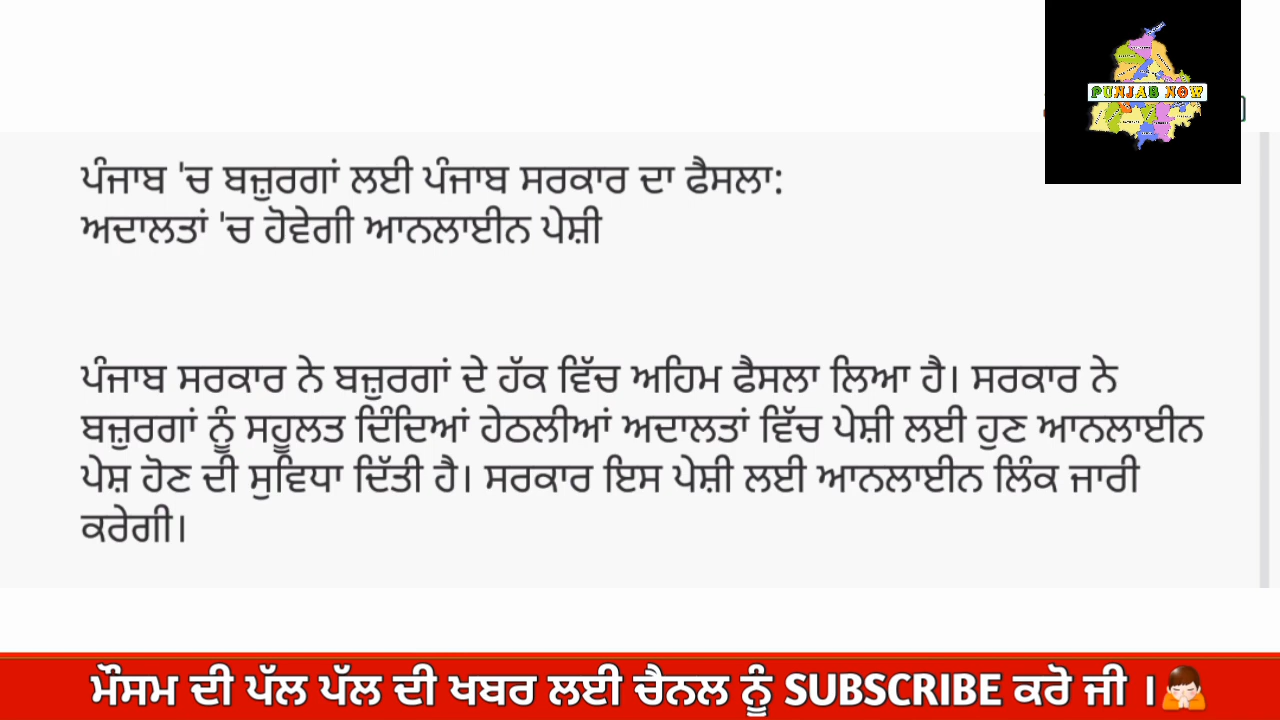 PUNJAB NOW
ਪੰਜਾਬ 'ਚ ਬਜ਼ੁਰਗਾਂ ਲਈ ਪੰਜਾਬ ਸਰਕਾਰ ਦਾ ਫੈਸਲਾ:
ਅਦਾਲਤਾਂ 'ਚ ਹੋਵੇਗੀ ਆਨਲਾਈਨ ਪੇਸ਼ੀ
ਪੰਜਾਬ ਸਰਕਾਰ ਨੇ ਬਜ਼ੁਰਗਾਂ ਦੇ ਹੱਕ ਵਿੱਚ ਅਹਿਮ ਫੈਸਲਾ ਲਿਆ ਹੈ। ਸਰਕਾਰ ਨੇ
ਬਜ਼ੁਰਗਾਂ ਨੂੰ ਸਹੂਲਤ ਦਿੰਦਿਆਂ ਹੇਠਲੀਆਂ ਅਦਾਲਤਾਂ ਵਿੱਚ ਪੇਸ਼ੀ ਲਈ ਹੁਣ ਆਨਲਾਈਨ
ਪੇਸ਼ ਹੋਣ ਦੀ ਸੁਵਿਧਾ ਦਿੱਤੀ ਹੈ। ਸਰਕਾਰ ਇਸ ਪੇਸ਼ੀ ਲਈ ਆਨਲਾਈਨ ਲਿੰਕ ਜਾਰੀ
ਕਰੇਗੀ।
ਮੌਸਮ ਦੀ ਪੱਲ ਪੱਲ ਦੀ ਖਬਰ ਲਈ ਚੈਨਲ ਨੂੰ SUBSCRIBE ਕਰੋ ਜੀ ।🙏